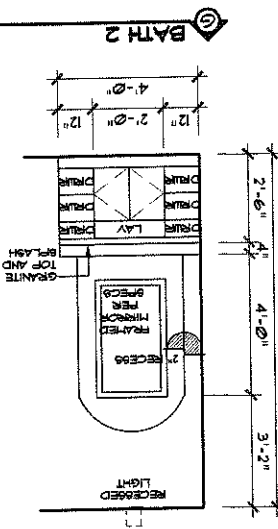 RECESSED
LIGHT
3'-2"
2" RECESS
FRAMED
MIRROR
PER
SPECS
4'-0"
GRANITE
TOP AND
SPLASH
4"
DRWR LAV DRWR
DRWR DRWR
DRWR DRWR
2'-6"
12" 2'-0" 12"
4'-0"
G BATH 2